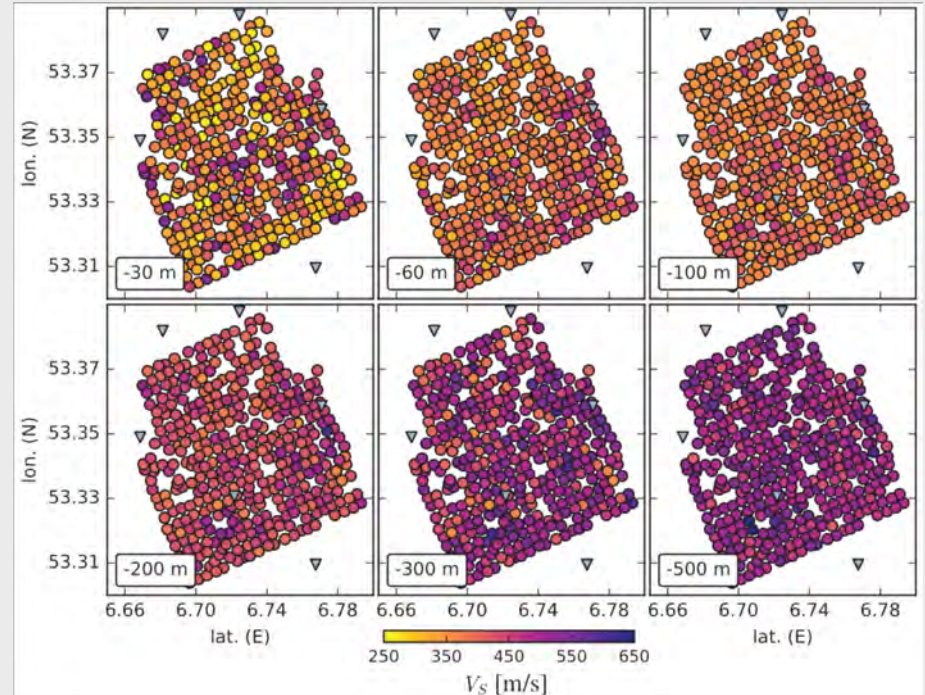 53.37
53.35
lon. (N)
53.33
53.31
-30 m
-60 m
-100 m
53.37
53.35
lon. (N)
53.33
53.31
-200 m
-300 m
-500 m
6.66 6.70 6.74 6.78 6.66 6.70 6.74 6.78 6.66 6.70 6.74 6.78
lat. (E) lat. (E)
250 350 450 550 650
V_S [m/s]